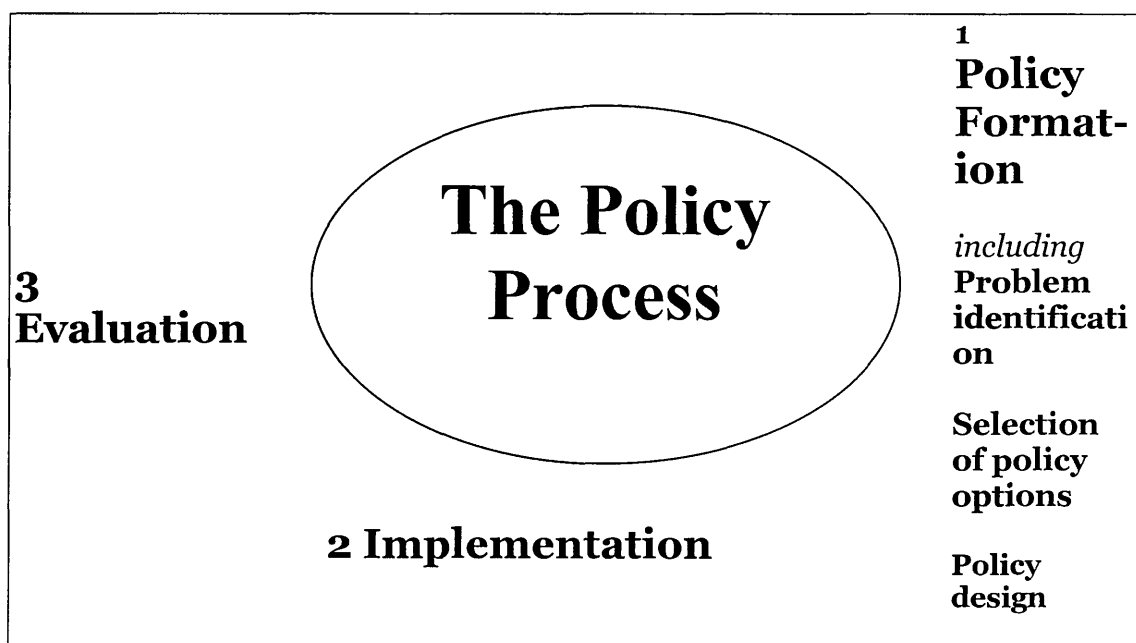 The Policy
Process
1
Policy
Format-
ion
including
Problem
identificati
on
Selection
of policy
options
Policy
design
2 Implementation
3
Evaluation